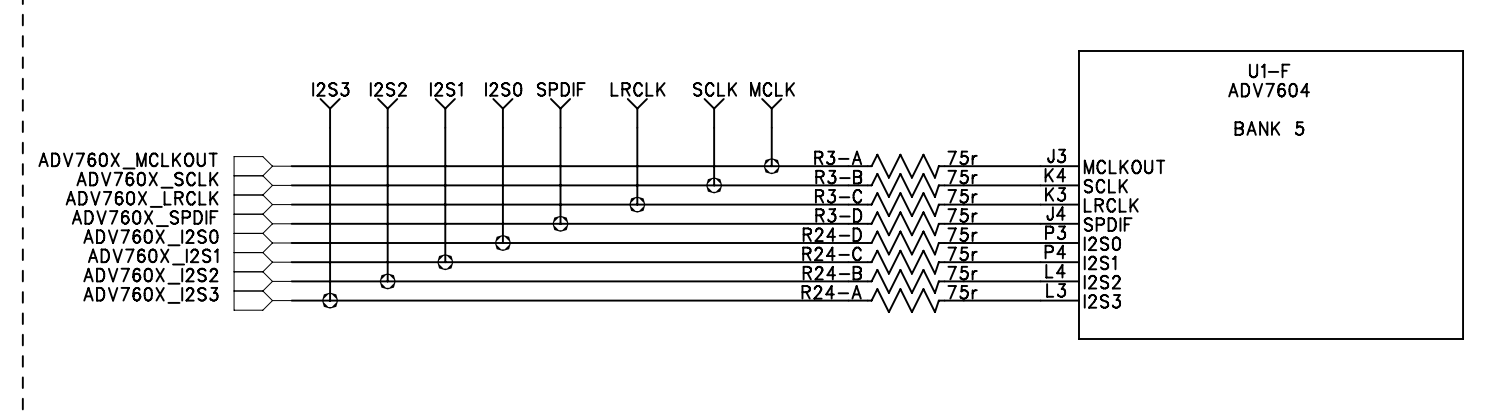 U1-F
ADV7604
BANK 5
I2S3 I2S2 I2S1 I2S0 SPDIF LRCLK SCLK MCLK
ADV760X_MCLKOUT R3-A 75r J3 MCLKOUT
ADV760X_SCLK R3-B 75r K4 SCLK
ADV760X_LRCLK R3-C 75r K3 LRCLK
ADV760X_SPDIF R3-D 75r J4 SPDIF
ADV760X_I2S0 R24-D 75r P3 I2S0
ADV760X_I2S1 R24-C 75r P4 I2S1
ADV760X_I2S2 R24-B 75r L4 I2S2
ADV760X_I2S3 R24-A 75r L3 I2S3